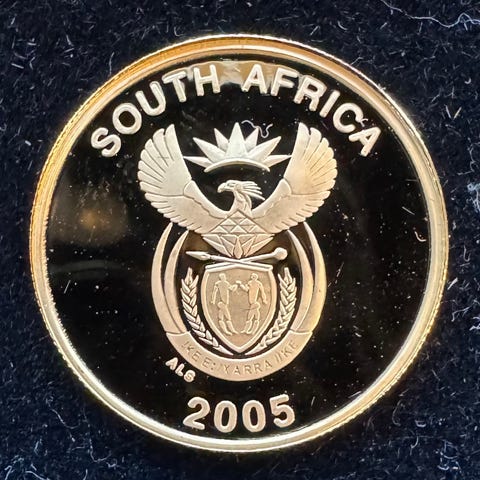 SOUTH AFRICA
!KE E: /XARRA //KE
ALS
2005